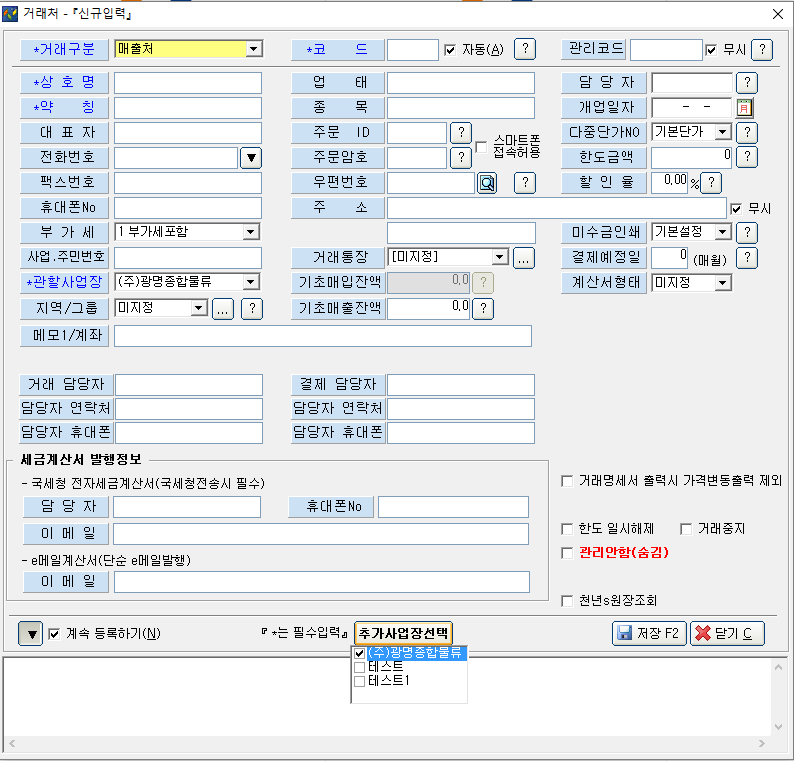 거래처 - 『신규입력』
*거래구분 매출처 *코 드 자동(A) ? 관리코드 무시 ?
*상 호 명 업 태 담 당 자 ?
*약 칭 종 목 개업일자 - - 月
대 표 자 주문 ID ? 스마트폰 접속허용 다중단가NO 기본단가 ?
전화번호 주문암호 ? 한도금액 0 ?
팩스번호 우편번호 ? 할 인 율 0.00 % ?
휴대폰No 주 소 무시
부 가 세 1 부가세포함 미수금인쇄 기본설정 ?
사업.주민번호 거래통장 [미지정] ... 결제예정일 0 (매월) ?
*관할사업장 (주)광명종합물류 기초매입잔액 0.0 ? 계산서형태 미지정
지역/그룹 미지정 ... ? 기초매출잔액 0.0 ?
메모1/계좌
거래 담당자 결제 담당자
담당자 연락처 담당자 연락처
담당자 휴대폰 담당자 휴대폰
세금계산서 발행정보
- 국세청 전자세금계산서(국세청전송시 필수) 거래명세서 출력시 가격변동출력 제외
담 당 자 휴대폰No
이 메 일 한도 일시해제 거래중지
- e메일계산서(단순 e메일발행) 관리안함(숨김)
이 메 일
천년s원장조회
계속 등록하기(N) 『 *는 필수입력』 추가사업장선택 저장 F2 닫기 C
(주)광명종합물류
테스트
테스트1